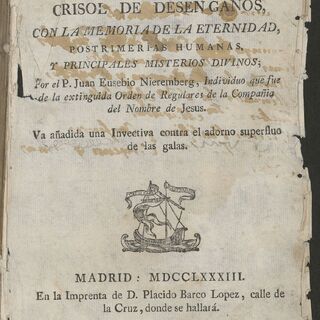 CRISOL DE DESENGAÑOS,
CON LA MEMORIA DE LA ETERNIDAD,
POSTRIMERIAS HUMANAS,
Y PRINCIPALES MISTERIOS DIVINOS;
Por el P. Juan Eusebio Nieremberg, Individuo que fue
de la extinguida Orden de Regulares de la Compañia
del Nombre de Jesus.
Va añadida una Invectiva contra el adorno superfluo
de las galas.
MADRID: MDCCLXXXIII.
En la Imprenta de D. Placido Barco Lopez, calle de
la Cruz, donde se hallará.